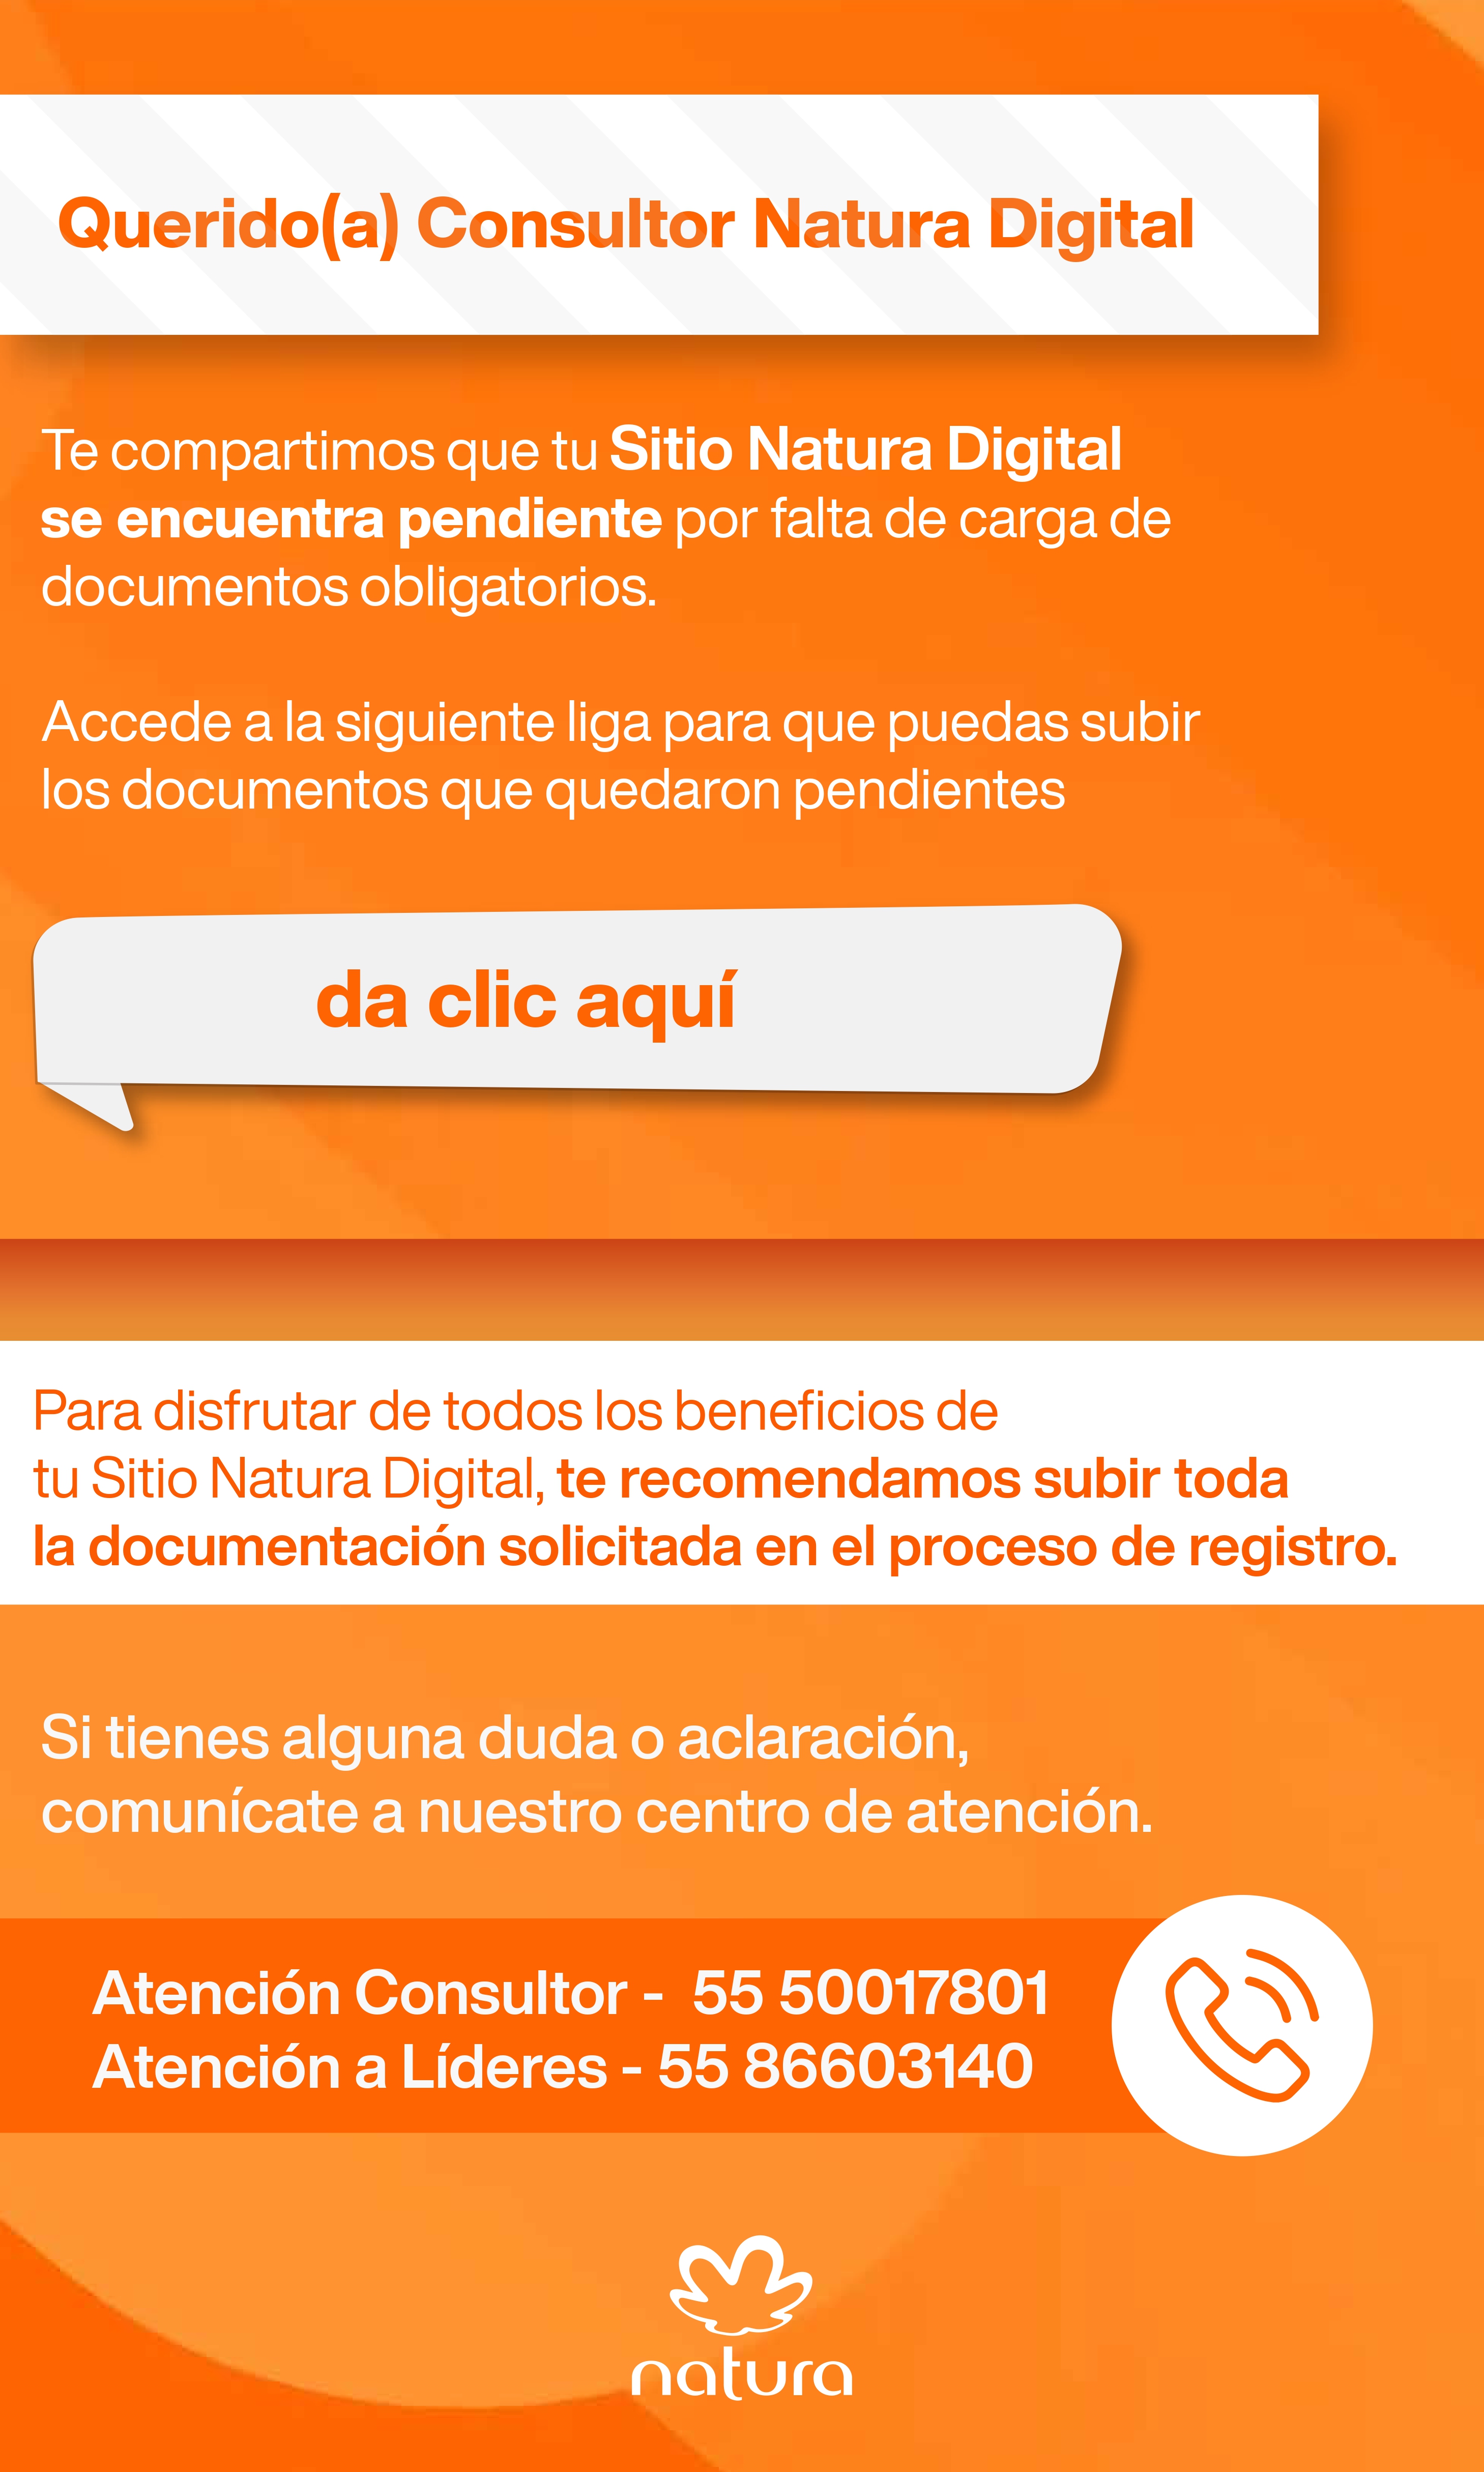 Querido(a) Consultor Natura Digital
Te compartimos que tu Sitio Natura Digital
se encuentra pendiente por falta de carga de
documentos obligatorios.
Accede a la siguiente liga para que puedas subir
los documentos que quedaron pendientes
da clic aquí
Para disfrutar de todos los beneficios de
tu Sitio Natura Digital, te recomendamos subir toda
la documentación solicitada en el proceso de registro.
Si tienes alguna duda o aclaración,
comunícate a nuestro centro de atención.
Atención Consultor - 55 50017801
Atención a Líderes - 55 86603140
natura